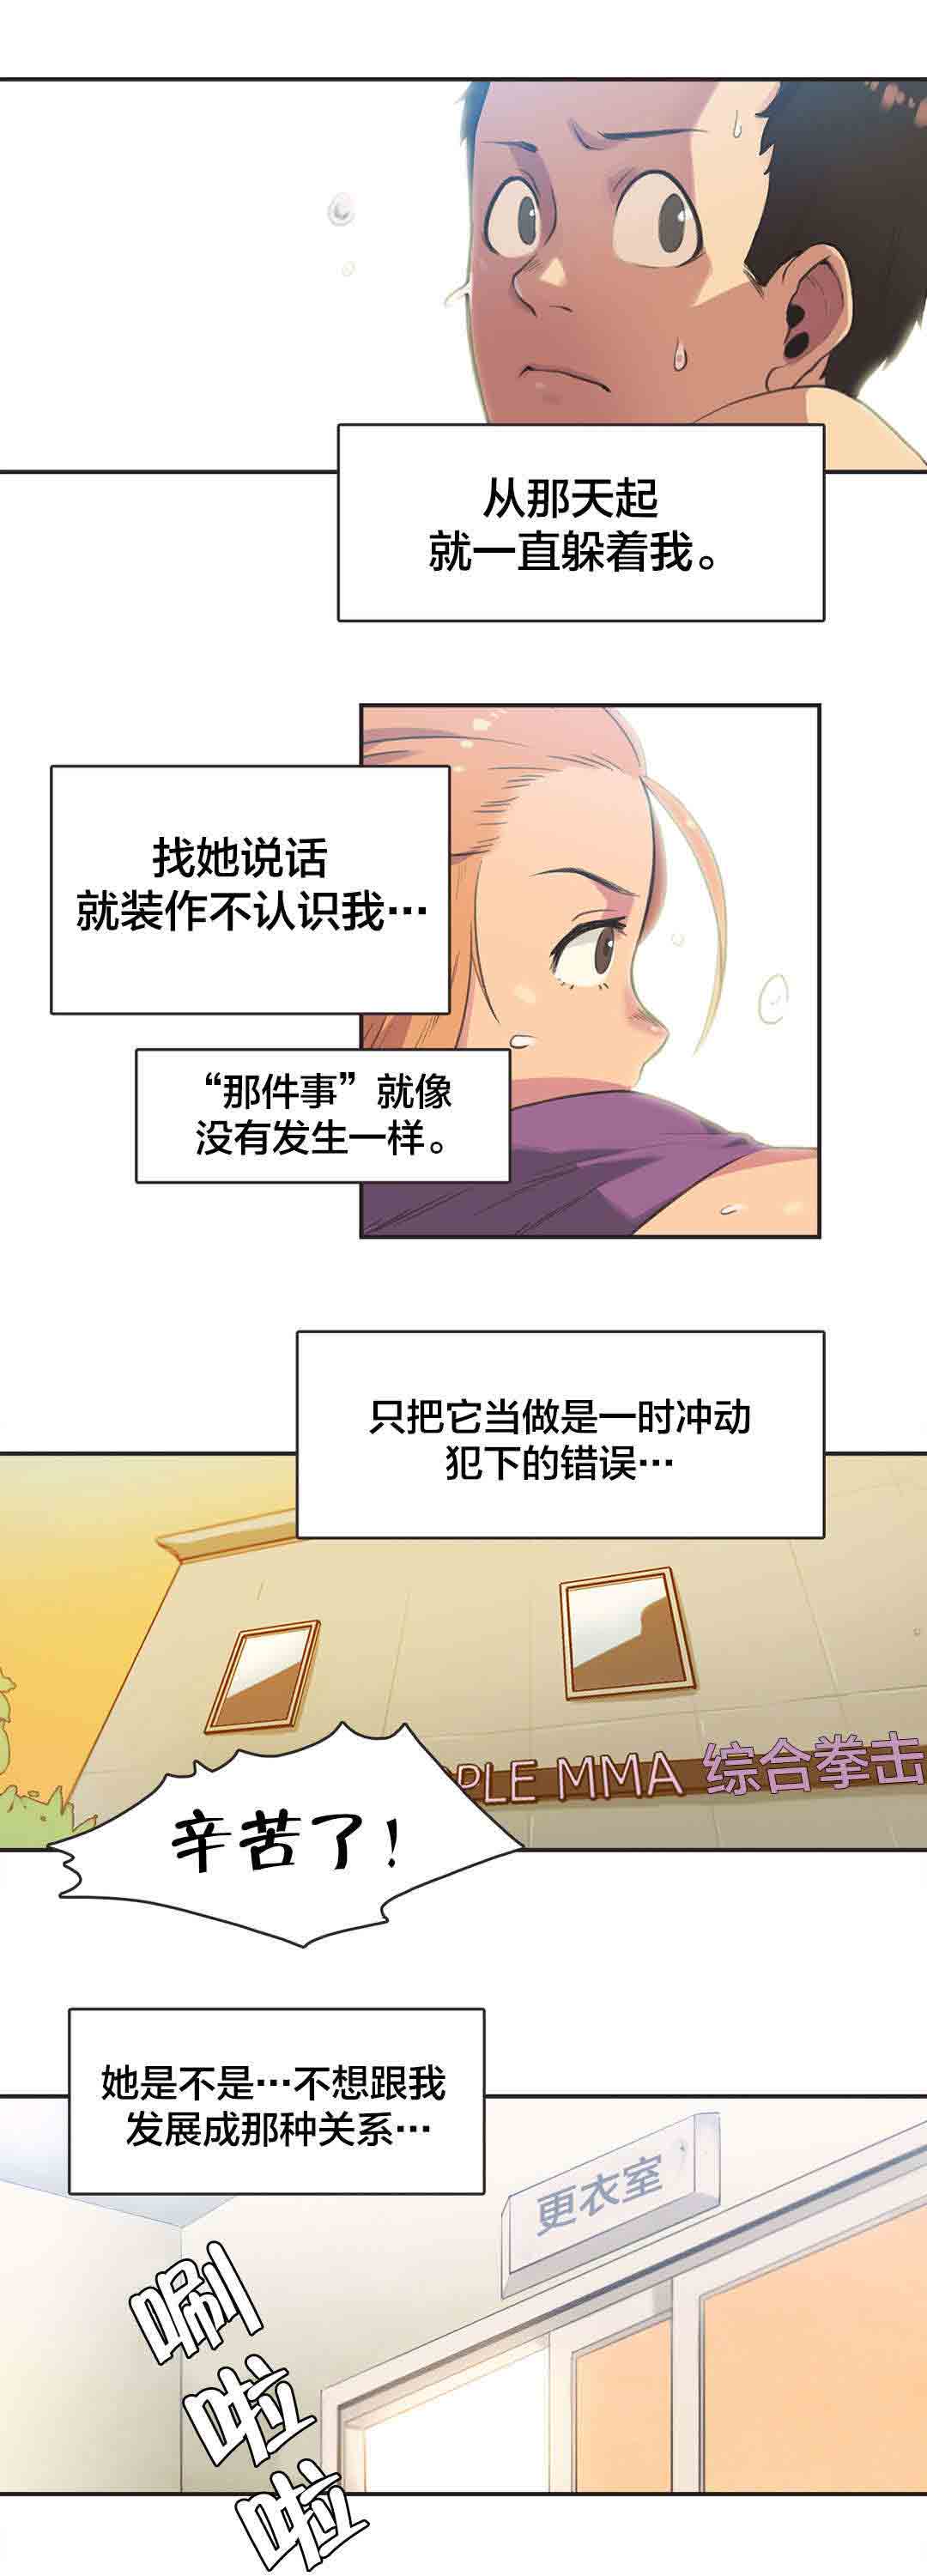 从那天起
就一直躲着我。
找她说话
就装作不认识我…
“那件事”就像
没有发生一样。
只把它当做是一时冲动
犯下的错误…
PLE MMA 综合拳击
辛苦了！
她是不是…不想跟我
发展成那种关系…
更衣室
唰
啦
啦